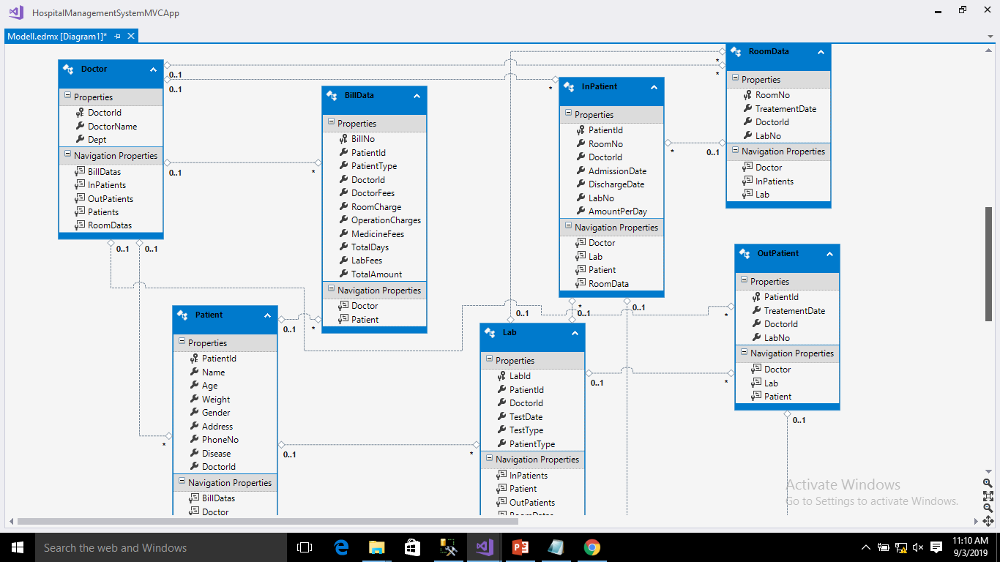 HospitalManagementSystemMVCApp
Modell.edmx [Diagram1]*
Doctor
Properties
DoctorId
DoctorName
Dept
Navigation Properties
BillDatas
InPatients
OutPatients
Patients
RoomDatas
0..1
0..1
0..1
0..1
0..1
BillData
Properties
BillNo
PatientId
PatientType
DoctorId
DoctorFees
RoomCharge
OperationCharges
MedicineFees
TotalDays
LabFees
TotalAmount
Navigation Properties
Doctor
Patient
*
*
InPatient
Properties
PatientId
RoomNo
DoctorId
AdmissionDate
DischargeDate
LabNo
AmountPerDay
Navigation Properties
Doctor
Lab
Patient
RoomData
*
*
*
0..1
RoomData
Properties
RoomNo
TreatementDate
DoctorId
LabNo
Navigation Properties
Doctor
InPatients
Lab
*
*
0..1
OutPatient
Properties
PatientId
TreatementDate
DoctorId
LabNo
Navigation Properties
Doctor
Lab
Patient
*
*
0..1
Patient
Properties
PatientId
Name
Age
Weight
Gender
Address
PhoneNo
Disease
DoctorId
Navigation Properties
BillDatas
Doctor
*
0..1
0..1
Lab
Properties
LabId
PatientId
DoctorId
TestDate
TestType
PatientType
Navigation Properties
InPatients
Patient
OutPatients
RoomDatas
0..1
0..1
0..1
*
Activate Windows
Go to Settings to activate Windows.
Search the web and Windows
11:10 AM
9/3/2019